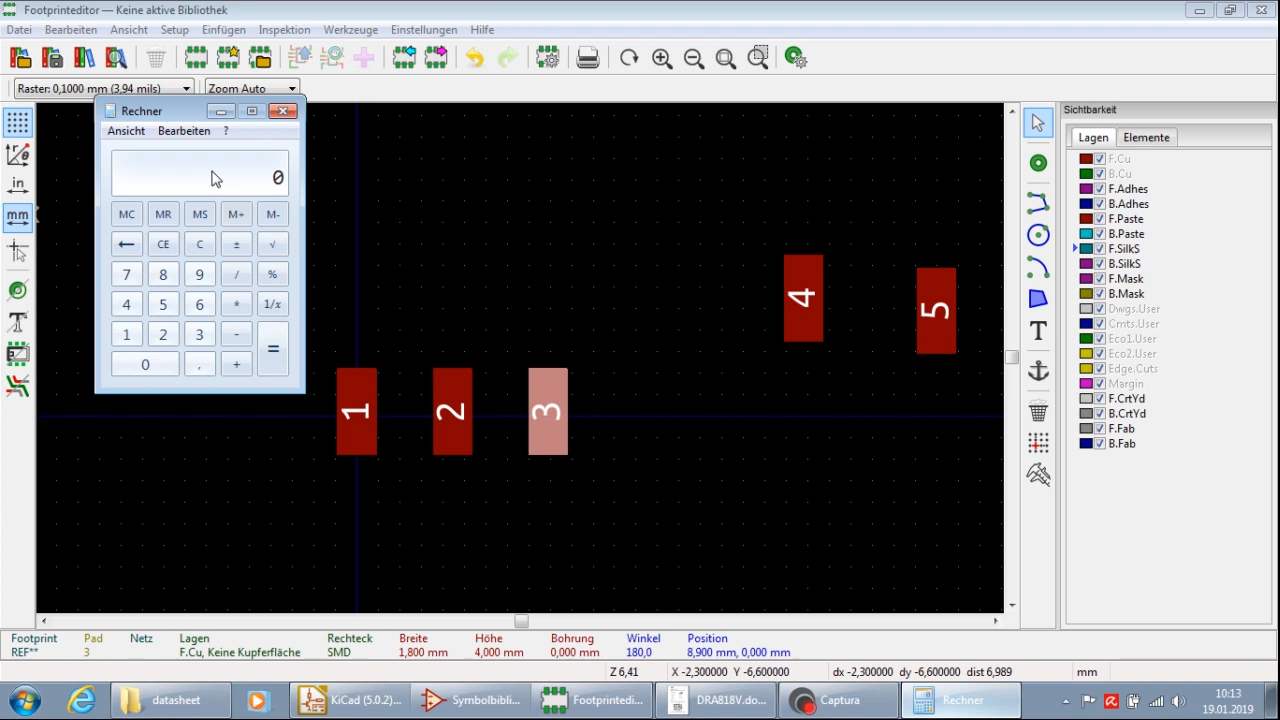 Footprinteditor — Keine aktive Bibliothek
Datei Bearbeiten Ansicht Setup Einfügen Inspektion Werkzeuge Einstellungen Hilfe
Raster: 0,1000 mm (3,94 mils) Zoom Auto
Rechner
Ansicht Bearbeiten ?
0
MC MR MS M+ M-
← CE C ± √
7 8 9 / %
4 5 6 * 1/x
1 2 3 - =
0 , +
in
mm
1
2
3
4
5
T
T
Sichtbarkeit
Lagen Elemente
F.Cu
B.Cu
F.Adhes
B.Adhes
F.Paste
B.Paste
F.SilkS
B.SilkS
F.Mask
B.Mask
Dwgs.User
Cmts.User
Eco1.User
Eco2.User
Edge.Cuts
Margin
F.CrtYd
B.CrtYd
F.Fab
B.Fab
Footprint Pad Netz Lagen Rechteck Breite Höhe Bohrung Winkel Position
REF** 3 F.Cu, Keine Kupferfläche SMD 1,800 mm 4,000 mm 0,000 mm 180,0 8,900 mm, 0,000 mm
Z 6,41 X -2,300000 Y -6,600000 dx -2,300000 dy -6,600000 dist 6,989 mm
datasheet KiCad (5.0.2)... Symbolbibli... Footprintedi... DRA818V.do... Captura Rechner
10:13
19.01.2019